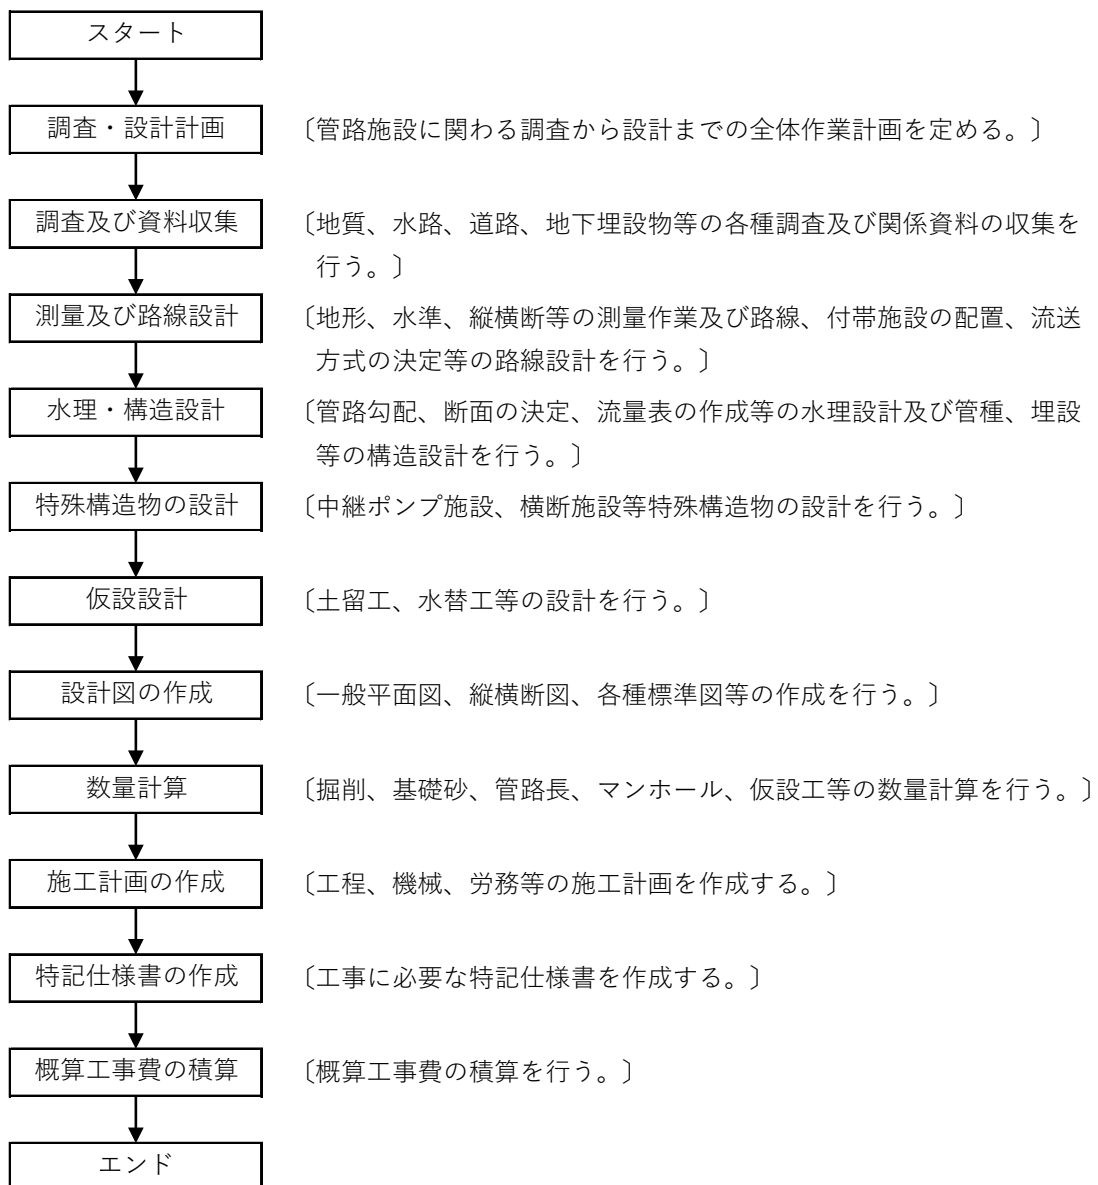 スタート
調査・設計計画 〔管路施設に関わる調査から設計までの全体作業計画を定める。〕
調査及び資料収集 〔地質、水路、道路、地下埋設物等の各種調査及び関係資料の収集を
行う。〕
測量及び路線設計 〔地形、水準、縦横断等の測量作業及び路線、付帯施設の配置、流送
方式の決定等の路線設計を行う。〕
水理・構造設計 〔管路勾配、断面の決定、流量表の作成等の水理設計及び管種、埋設
等の構造設計を行う。〕
特殊構造物の設計 〔中継ポンプ施設、横断施設等特殊構造物の設計を行う。〕
仮設設計 〔土留工、水替工等の設計を行う。〕
設計図の作成 〔一般平面図、縦横断図、各種標準図等の作成を行う。〕
数量計算 〔掘削、基礎砂、管路長、マンホール、仮設工等の数量計算を行う。〕
施工計画の作成 〔工程、機械、労務等の施工計画を作成する。〕
特記仕様書の作成 〔工事に必要な特記仕様書を作成する。〕
概算工事費の積算 〔概算工事費の積算を行う。〕
エンド